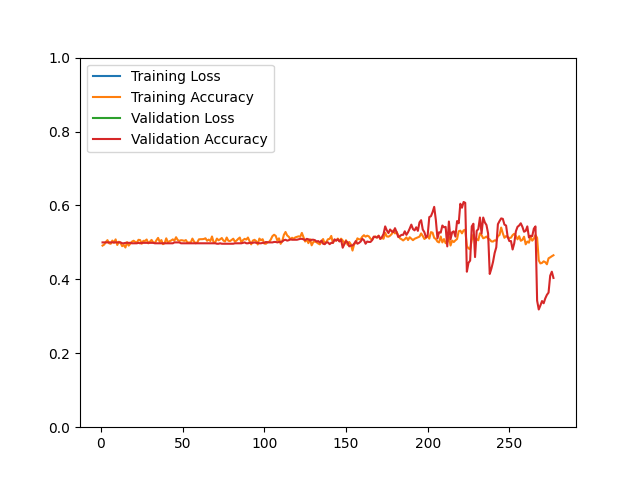 1.0
0.8
0.6
0.4
0.2
0.0
Training Loss
Training Accuracy
Validation Loss
Validation Accuracy
0 50 100 150 200 250